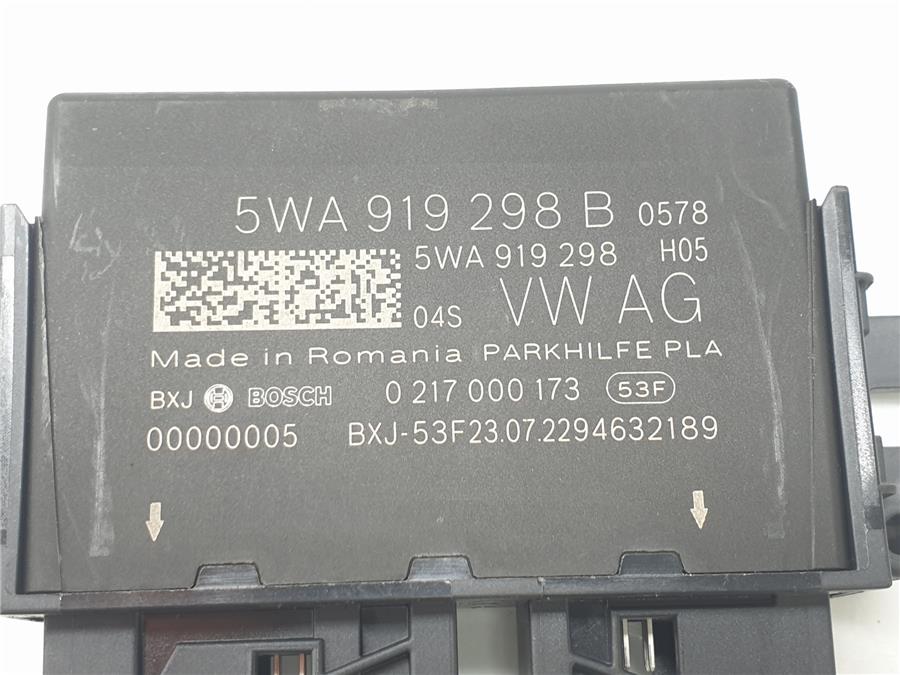 5WA 919 298 B 0578
5WA 919 298 H05
04S VW AG
Made in Romania PARKHILFE PLA
BXJ BOSCH 0 217 000 173 53F
00000005 BXJ-53F23.07.2294632189